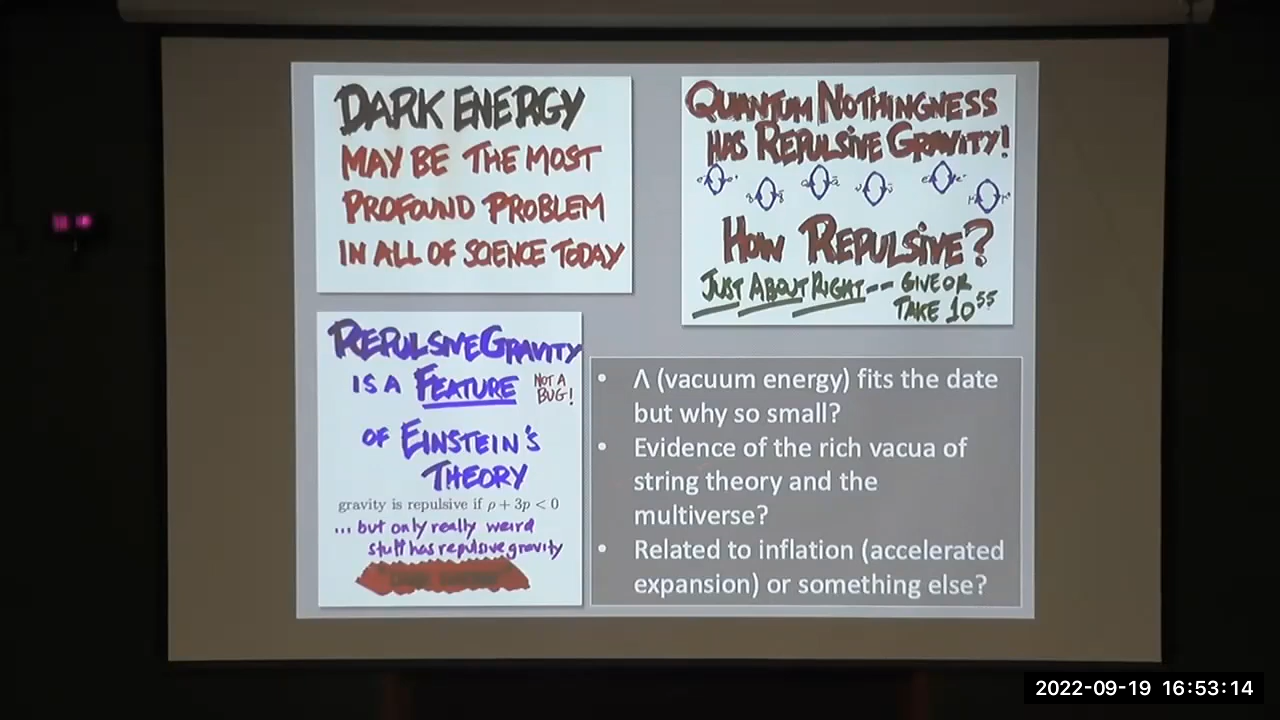 DARK ENERGY
MAY BE THE MOST
PROFOUND PROBLEM
IN ALL OF SCIENCE TODAY
QUANTUM NOTHINGNESS
HAS REPULSIVE GRAVITY!
HOW REPULSIVE?
JUST ABOUT RIGHT-- GIVE OR
TAKE 10⁵⁵
REPULSIVE GRAVITY
IS A FEATURE NOT A
BUG!
OF EINSTEIN'S
THEORY
gravity is repulsive if ρ + 3p < 0
... but only really weird
stuff has repulsive gravity
• Λ (vacuum energy) fits the date
but why so small?
• Evidence of the rich vacua of
string theory and the
multiverse?
• Related to inflation (accelerated
expansion) or something else?
2022-09-19 16:53:14